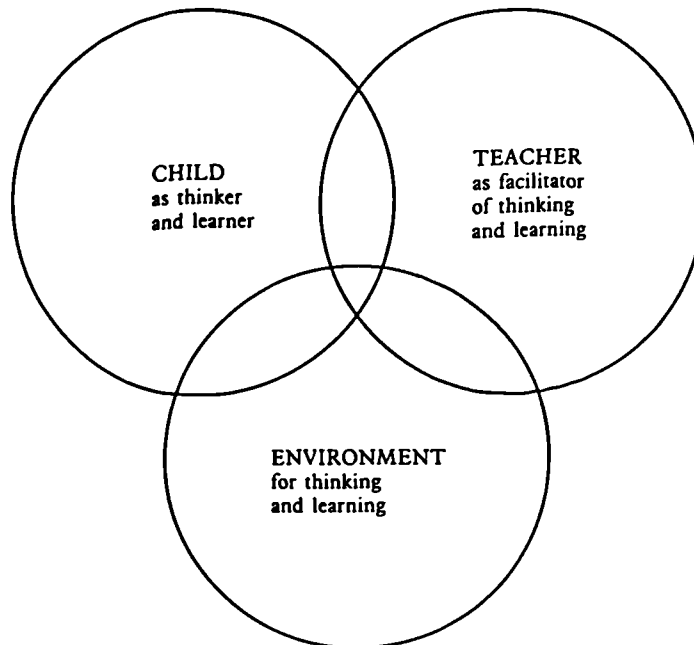 CHILD
as thinker
and learner
TEACHER
as facilitator
of thinking
and learning
ENVIRONMENT
for thinking
and learning